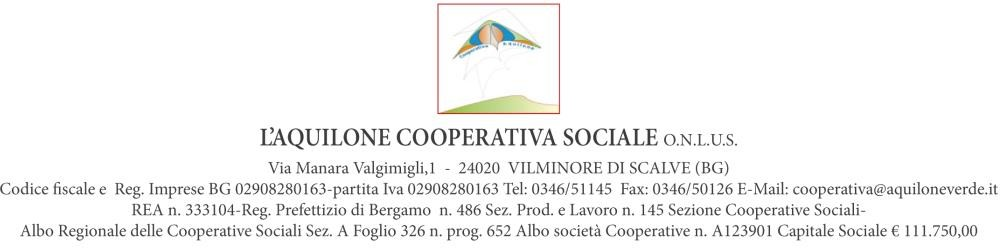 Cooperativa Aquilone
L'AQUILONE COOPERATIVA SOCIALE O.N.L.U.S.
Via Manara Valgimigli,1 - 24020 VILMINORE DI SCALVE (BG)
Codice fiscale e Reg. Imprese BG 02908280163-partita Iva 02908280163 Tel: 0346/51145 Fax: 0346/50126 E-Mail: cooperativa@aquiloneverde.it
REA n. 333104-Reg. Prefettizio di Bergamo n. 486 Sez. Prod. e Lavoro n. 145 Sezione Cooperative Sociali-
Albo Regionale delle Cooperative Sociali Sez. A Foglio 326 n. prog. 652 Albo società Cooperative n. A123901 Capitale Sociale € 111.750,00